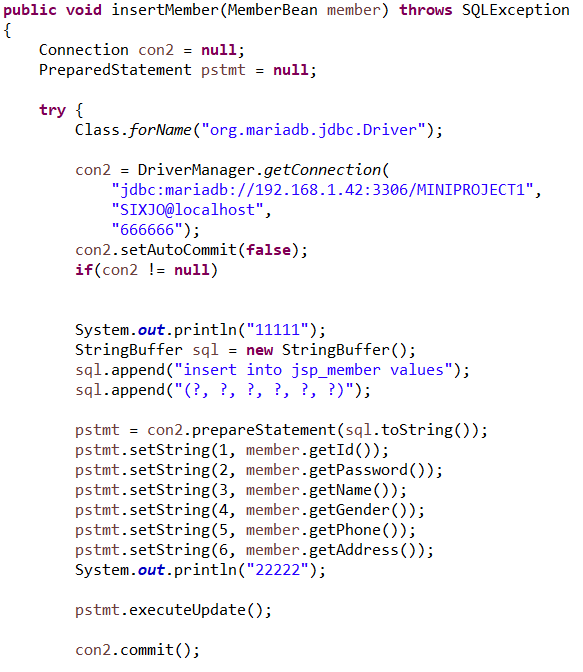 public void insertMember(MemberBean member) throws SQLException
{
    Connection con2 = null;
    PreparedStatement pstmt = null;

    try {
        Class.forName("org.mariadb.jdbc.Driver");

        con2 = DriverManager.getConnection(
            "jdbc:mariadb://192.168.1.42:3306/MINIPROJECT1",
            "SIXJO@localhost",
            "666666");
        con2.setAutoCommit(false);
        if(con2 != null)

        System.out.println("11111");
        StringBuffer sql = new StringBuffer();
        sql.append("insert into jsp_member values");
        sql.append("(?, ?, ?, ?, ?, ?)");

        pstmt = con2.prepareStatement(sql.toString());
        pstmt.setString(1, member.getId());
        pstmt.setString(2, member.getPassword());
        pstmt.setString(3, member.getName());
        pstmt.setString(4, member.getGender());
        pstmt.setString(5, member.getPhone());
        pstmt.setString(6, member.getAddress());
        System.out.println("22222");

        pstmt.executeUpdate();

        con2.commit();